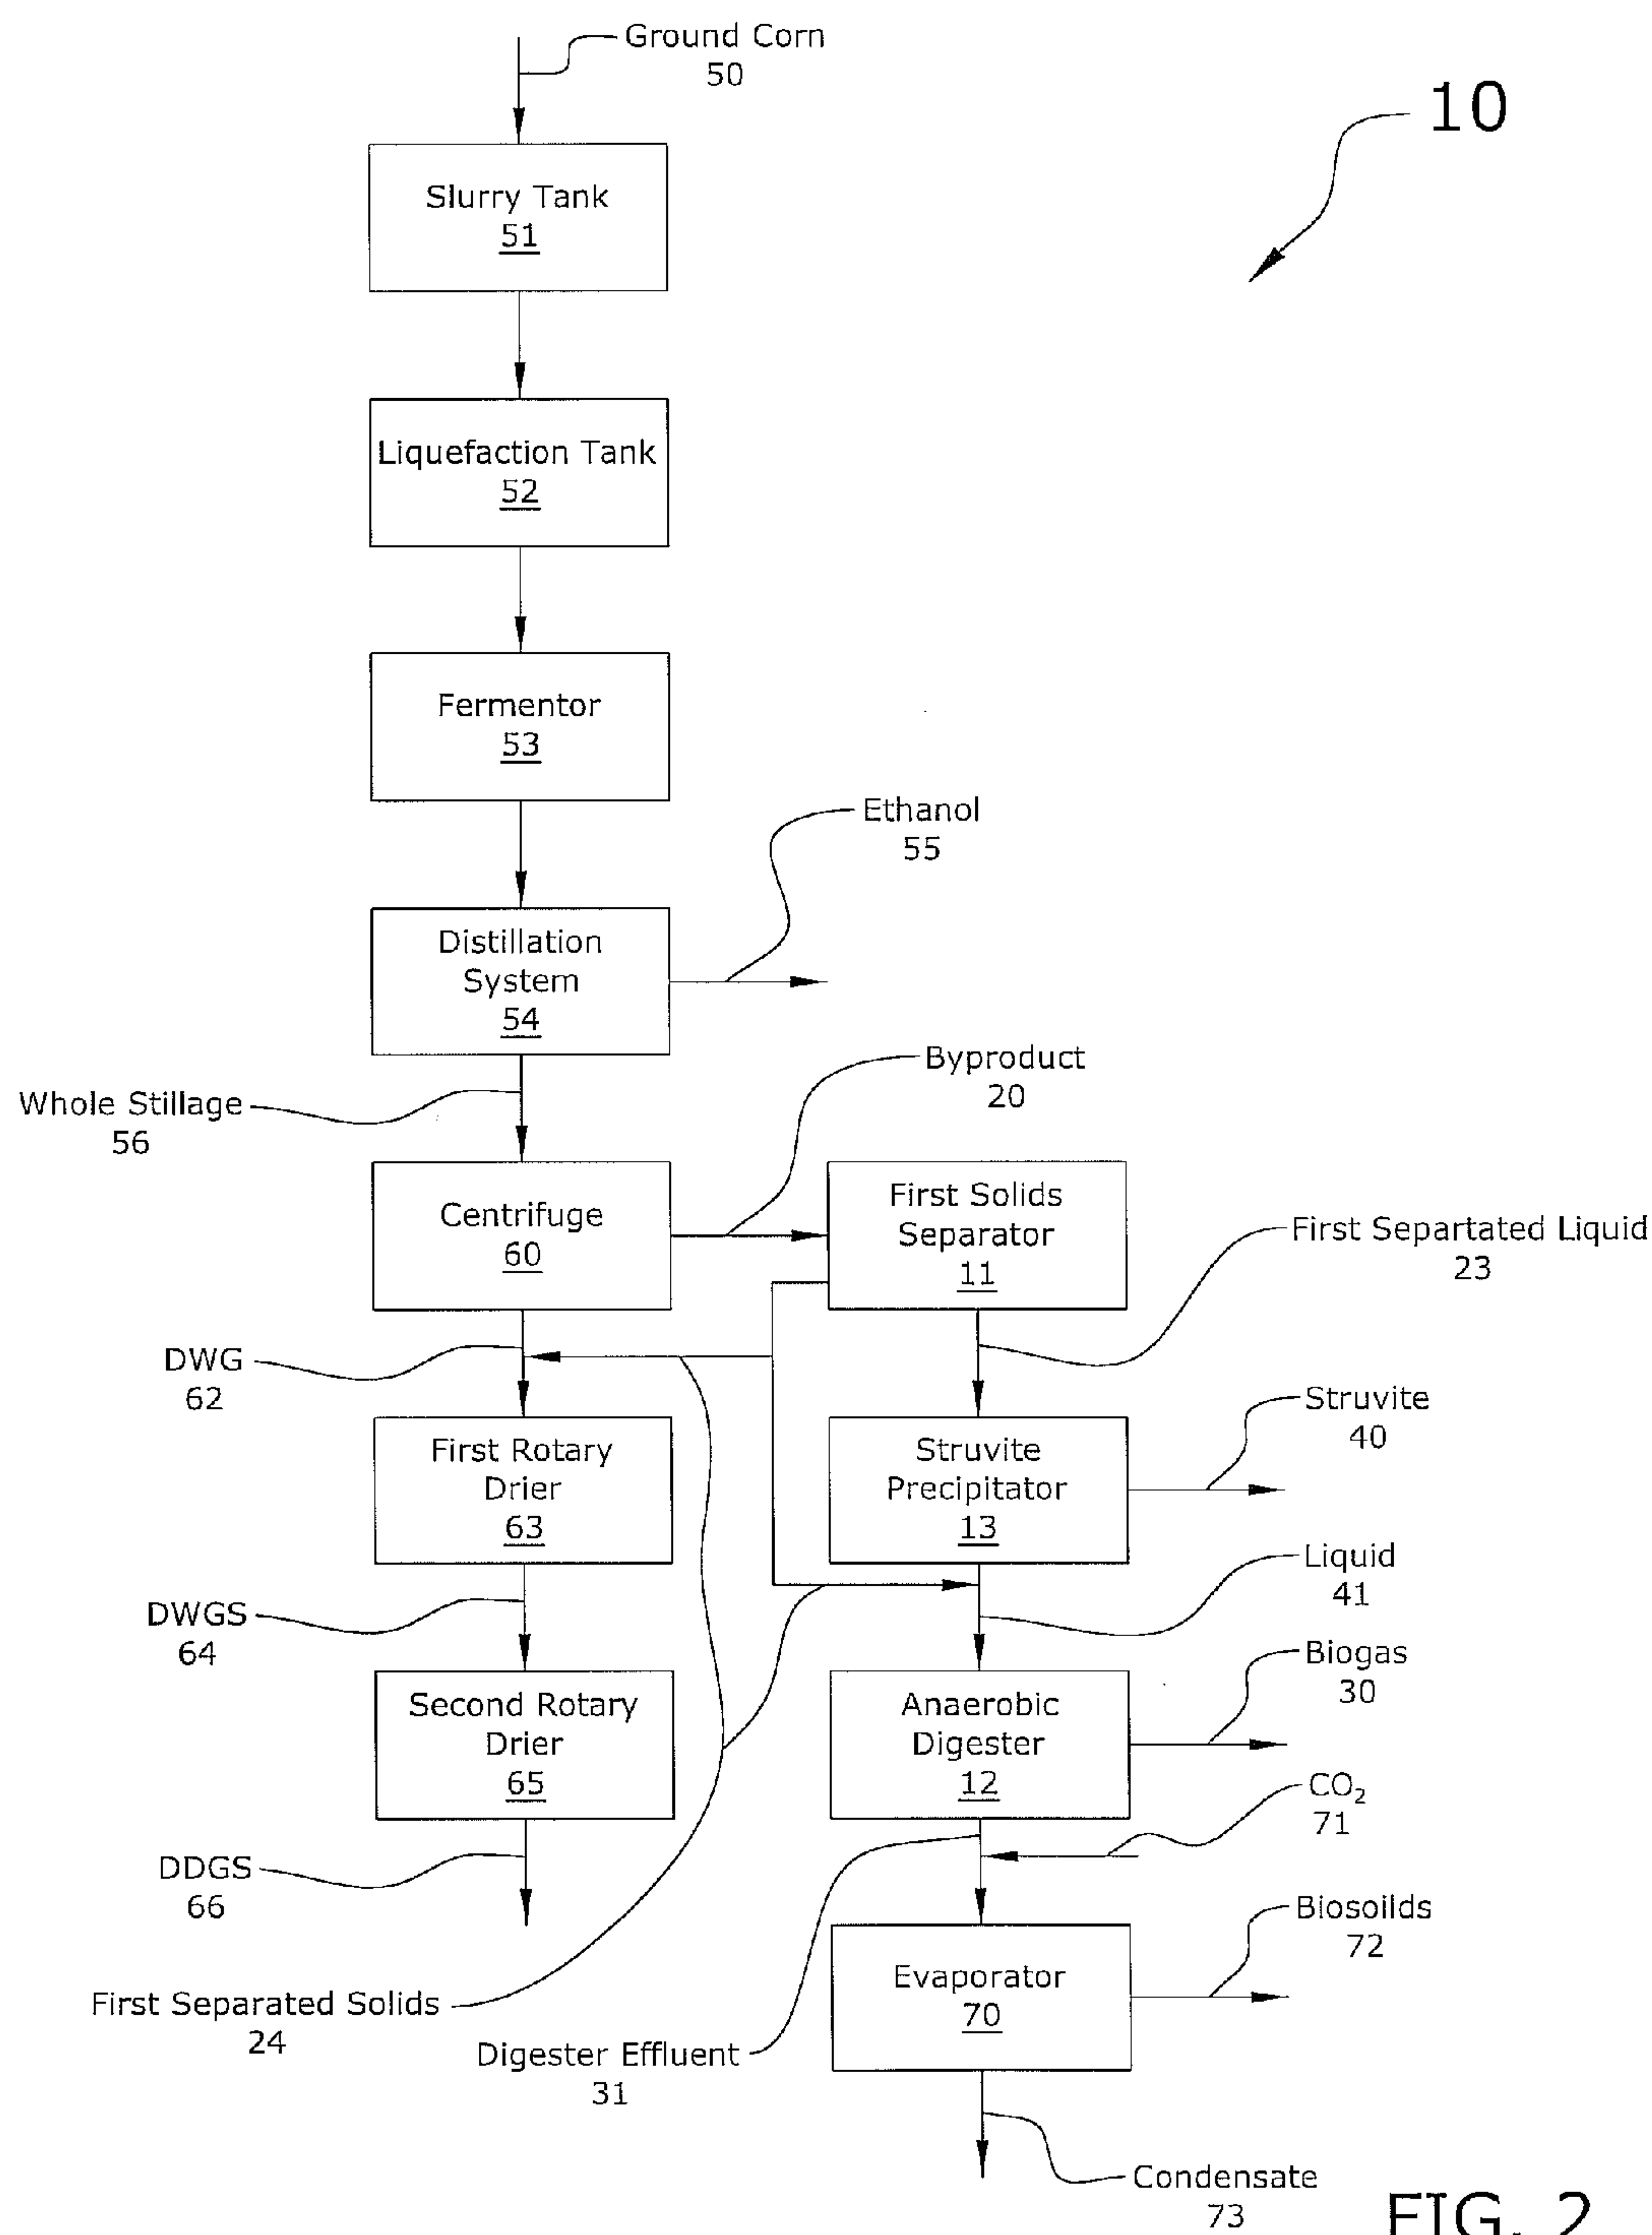 Ground Corn
50
10
Slurry Tank
51
Liquefaction Tank
52
Fermentor
53
Ethanol
55
Distillation
System
54
Byproduct
20
Whole Stillage
56
Centrifuge
60
First Solids
Separator
11
First Separtated Liquid
23
DWG
62
Struvite
40
First Rotary
Drier
63
Struvite
Precipitator
13
Liquid
41
DWGS
64
Biogas
30
Second Rotary
Drier
65
Anaerobic
Digester
12
CO₂
71
DDGS
66
Biosoilds
72
First Separated Solids
24
Evaporator
70
Digester Effluent
31
Condensate
73
FIG. 2